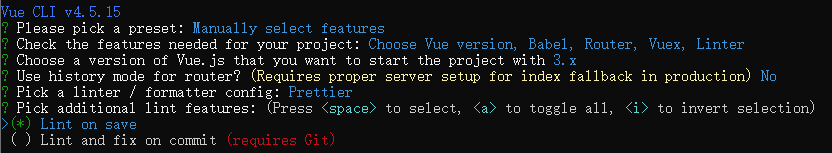 Vue CLI v4.5.15
? Please pick a preset: Manually select features
? Check the features needed for your project: Choose Vue version, Babel, Router, Vuex, Linter
? Choose a version of Vue.js that you want to start the project with 3.x
? Use history mode for router? (Requires proper server setup for index fallback in production) No
? Pick a linter / formatter config: Prettier
? Pick additional lint features: (Press <space> to select, <a> to toggle all, <i> to invert selection)
>(*) Lint on save
 ( ) Lint and fix on commit (requires Git)